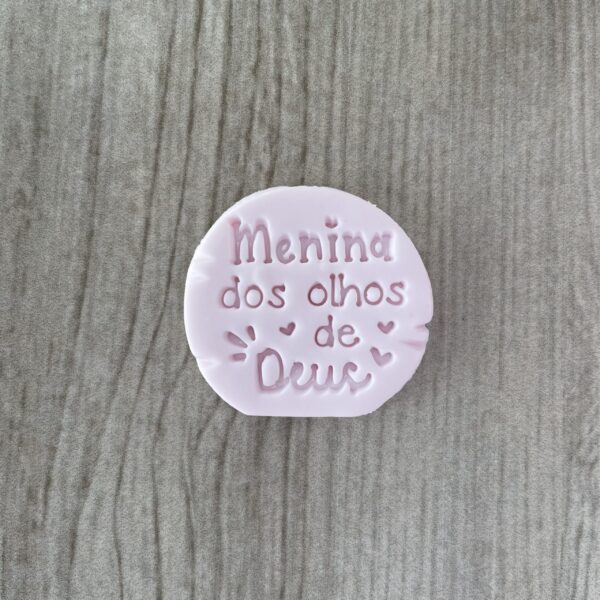 Menina
dos olhos
de
Deus